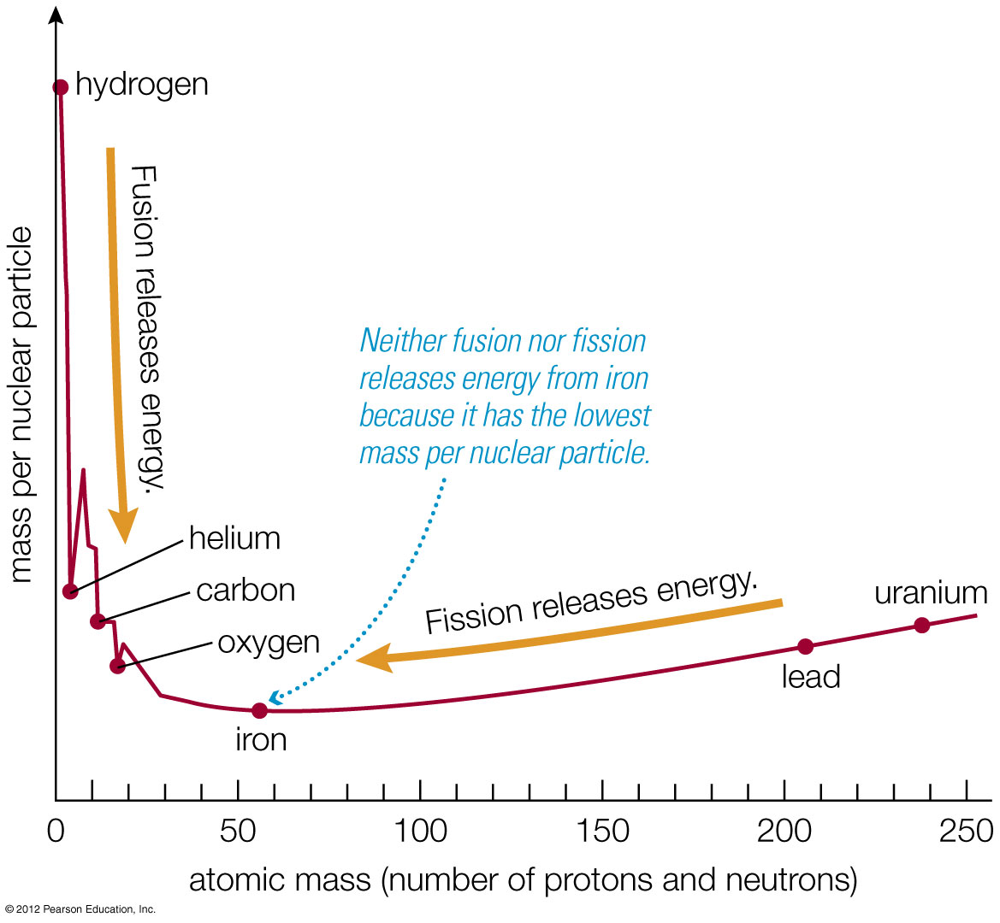 hydrogen
Fusion releases energy.
mass per nuclear particle
Neither fusion nor fission
releases energy from iron
because it has the lowest
mass per nuclear particle.
helium
carbon
oxygen
Fission releases energy.
uranium
lead
iron
0 50 100 150 200 250
atomic mass (number of protons and neutrons)
© 2012 Pearson Education, Inc.